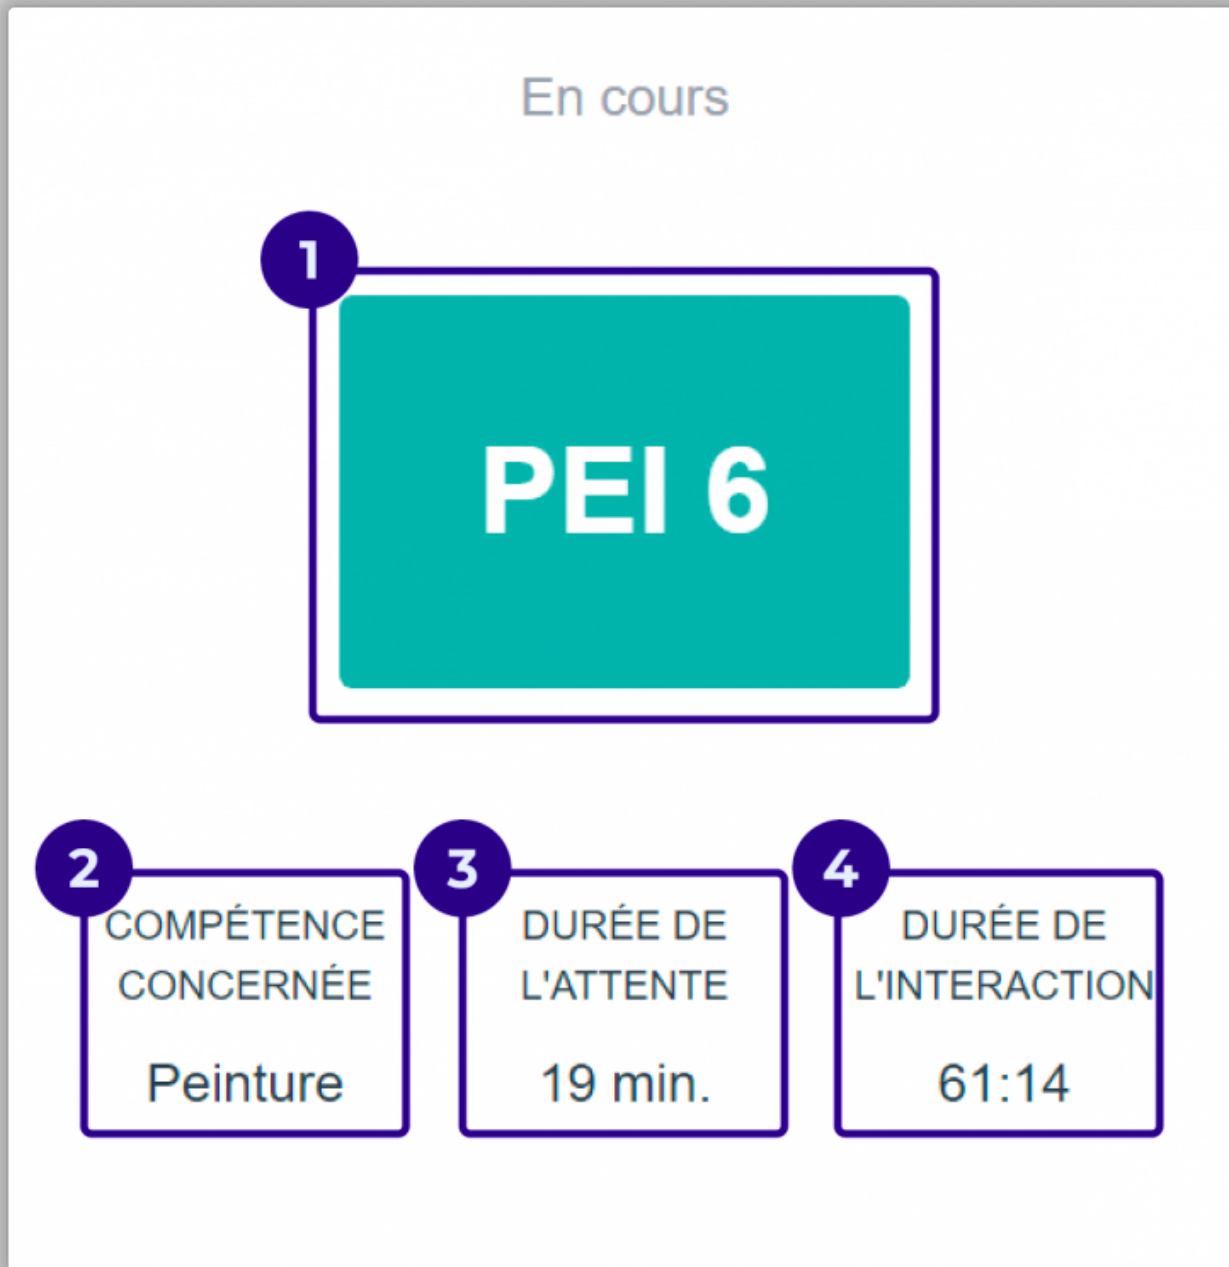 En cours
1
PEI 6
2
COMPÉTENCE
CONCERNÉE
Peinture
3
DURÉE DE
L'ATTENTE
19 min.
4
DURÉE DE
L'INTERACTION
61:14